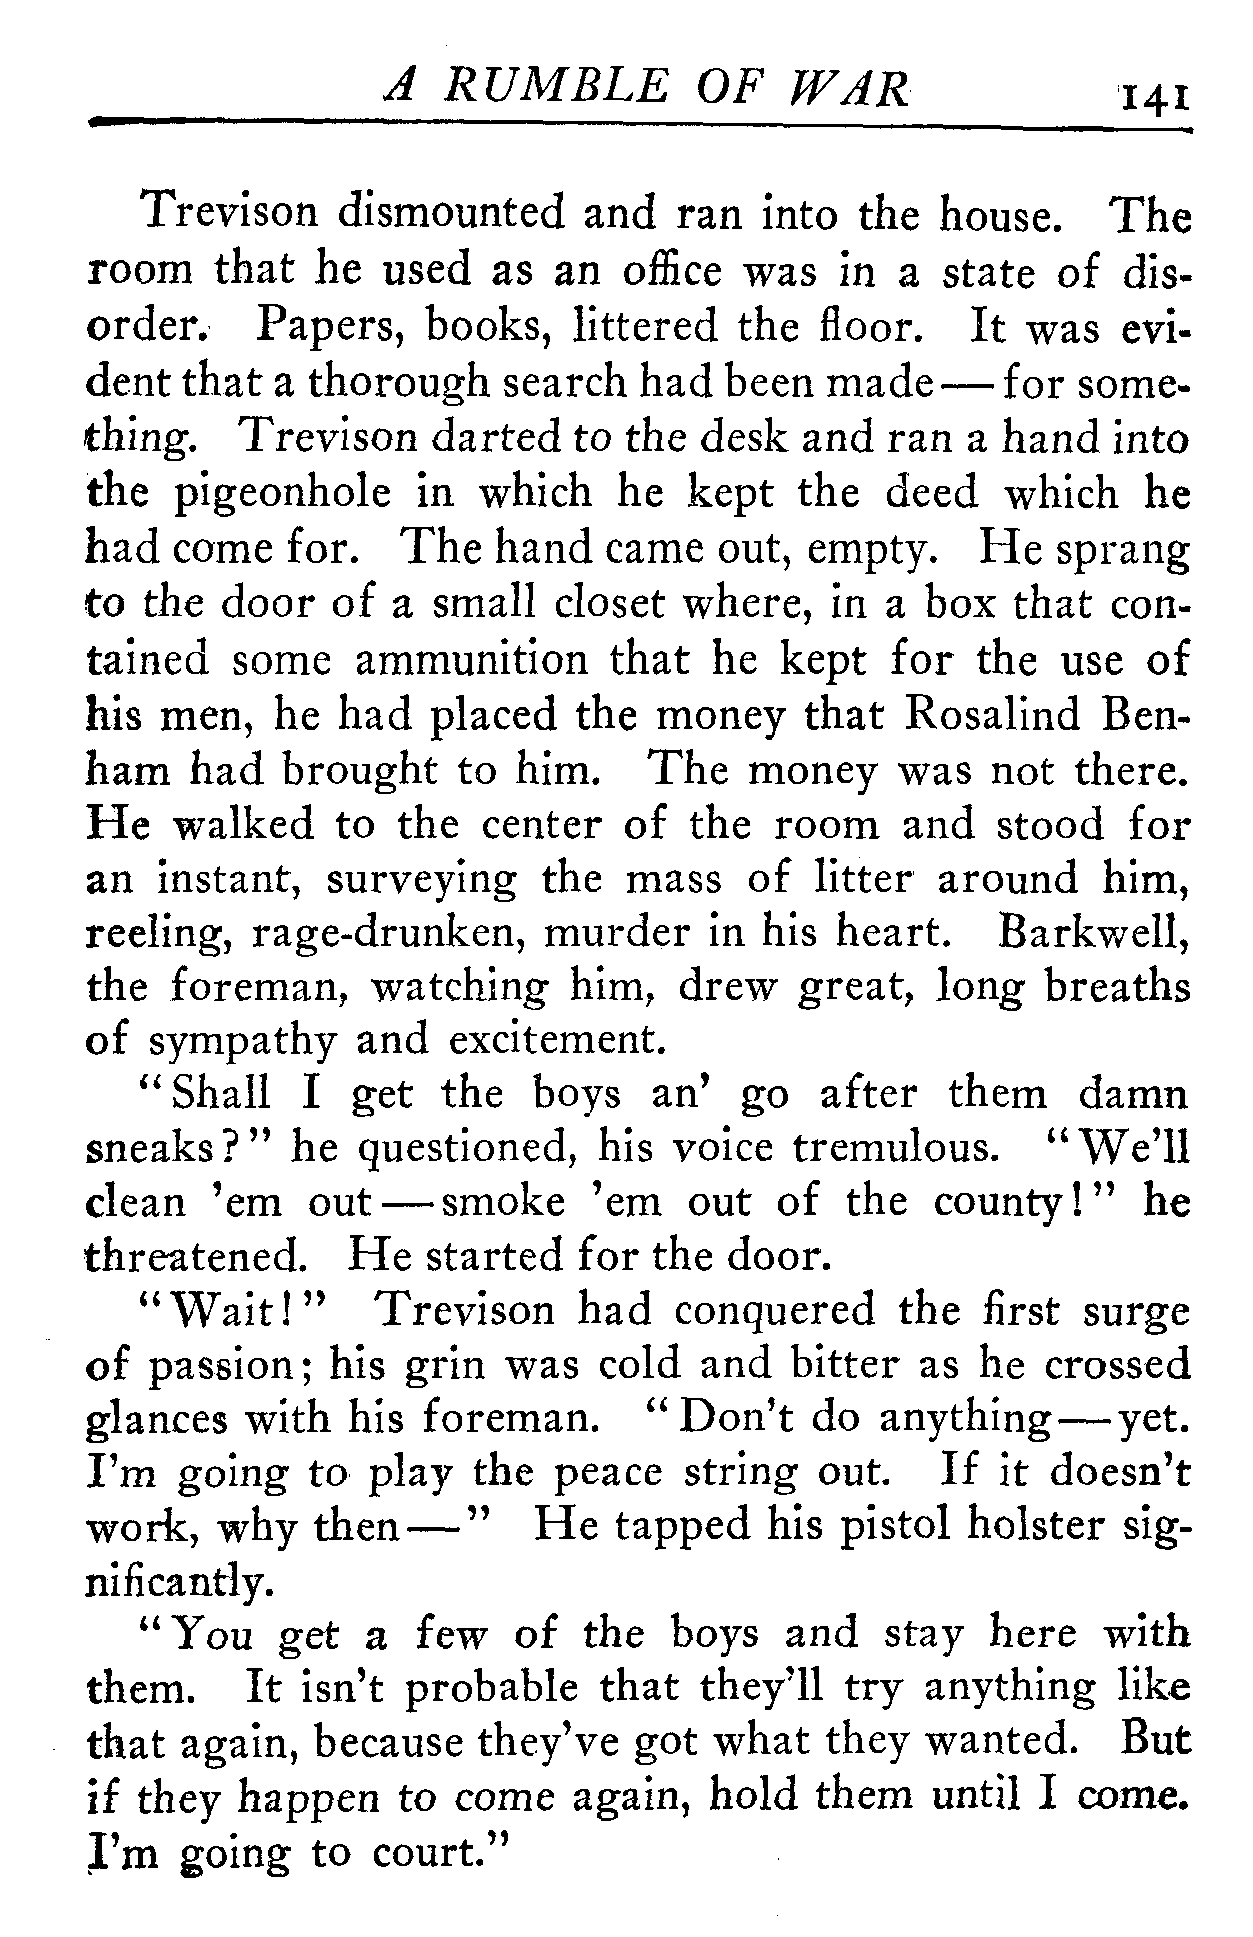 A RUMBLE OF WAR 141
Trevison dismounted and ran into the house. The
room that he used as an office was in a state of dis-
order. Papers, books, littered the floor. It was evi-
dent that a thorough search had been made — for some-
thing. Trevison darted to the desk and ran a hand into
the pigeonhole in which he kept the deed which he
had come for. The hand came out, empty. He sprang
to the door of a small closet where, in a box that con-
tained some ammunition that he kept for the use of
his men, he had placed the money that Rosalind Ben-
ham had brought to him. The money was not there.
He walked to the center of the room and stood for
an instant, surveying the mass of litter around him,
reeling, rage-drunken, murder in his heart. Barkwell,
the foreman, watching him, drew great, long breaths
of sympathy and excitement.
"Shall I get the boys an' go after them damn
sneaks?" he questioned, his voice tremulous. "We'll
clean 'em out — smoke 'em out of the county!" he
threatened. He started for the door.
"Wait!" Trevison had conquered the first surge
of passion; his grin was cold and bitter as he crossed
glances with his foreman. "Don't do anything — yet.
I'm going to play the peace string out. If it doesn't
work, why then —" He tapped his pistol holster sig-
nificantly.
"You get a few of the boys and stay here with
them. It isn't probable that they'll try anything like
that again, because they've got what they wanted. But
if they happen to come again, hold them until I come.
I'm going to court."